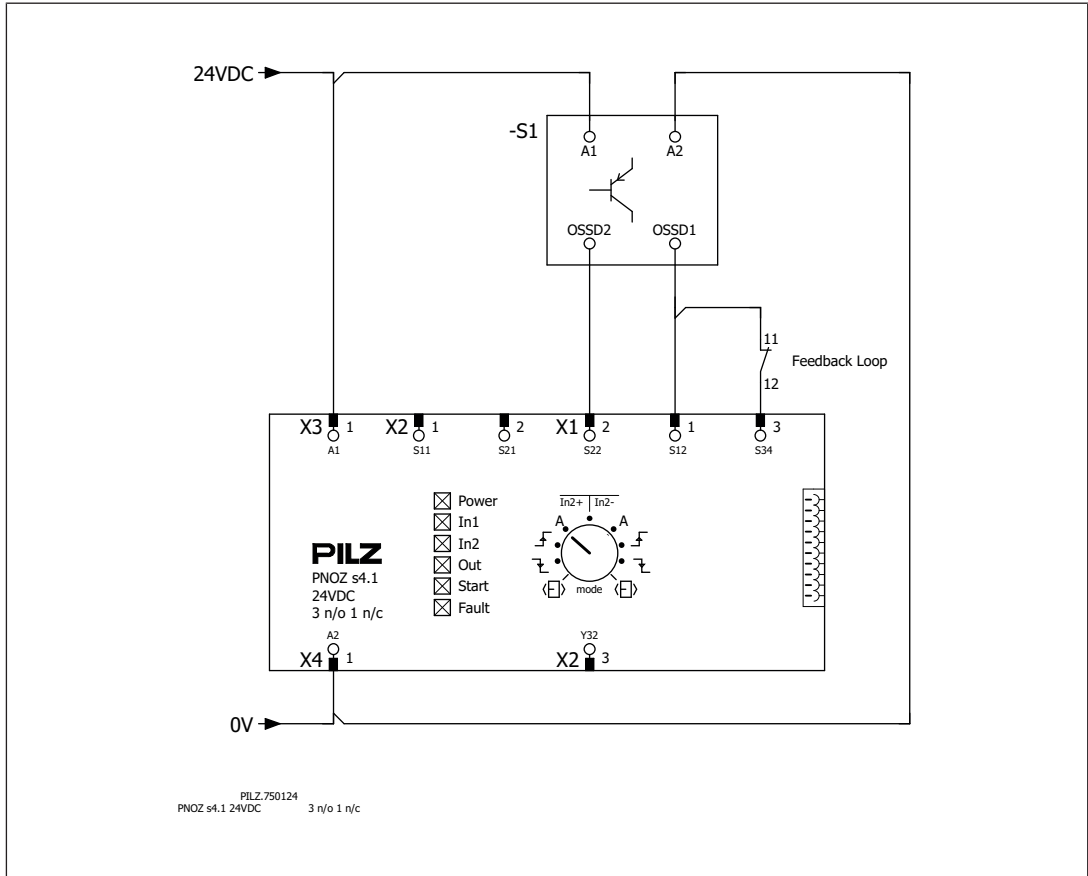 24VDC
-S1
A1 A2
OSSD2 OSSD1
11
Feedback Loop
12
X3 1 X2 1 2 X1 2 1 3
A1 S11 S21 S22 S12 S34
Power
In1
In2
Out
Start
Fault
In2+ In2-
A A
mode
PILZ
PNOZ s4.1
24VDC
3 n/o 1 n/c
A2 Y32
X4 1 X2 3
0V
PILZ.750124
PNOZ s4.1 24VDC 3 n/o 1 n/c